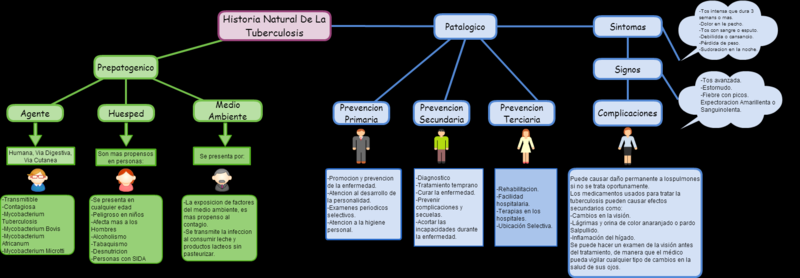 Historia Natural De La
Tuberculosis
Prepatogenico
Agente
Huesped
Medio
Ambiente
Humana, Via Digestiva,
Via Cutanea
Son mas propensos
en personas:
Se presenta por:
-Transmitible
-Contagiosa
-Mycobacterium
Tuberculosis
-Mycobacterium Bovis
-Mycobacterium
Africanum
-Mycobacterium Microtti
-Se presenta en
cualquier edad.
-Peligroso en niños
-Afecta mas a los
Hombres
-Alcoholismo
-Tabaquismo
-Desnutricion
-Personas con SIDA
-La exposicion de factores
del medio ambiente, es
mas propenso al
contagio.
-Se transmite la infeccion
al consumir leche y
productos lacteos sin
pasteurizar.
Patalogico
Prevencion
Primaria
Prevencion
Secundaria
Prevencion
Terciaria
-Promocion y prevencion
de la enfermedad.
-Atencion al desarrollo de
la personalidad.
-Examenes periodicos
selectivos.
-Atencion a la higiene
personal.
-Diagnostico
-Tratamiento temprano
-Curar la enfermedad.
-Prevenir
complicaciones y
secuelas.
-Acortar las
incapacidades durante
la enfermedad.
-Rehabilitacion.
-Facilidad
hospitalaria.
-Terapias en los
hospitales.
-Ubicación Selectiva.
Sintomas
-Tos intense que dura 3
semans o mas.
-Dolor en la pecho.
-Tos con sangre o esputo.
-Debilidda o cansancio.
-Pérdida de peso.
-Sudoracion en la noche.
Signos
-Tos avanzada.
-Estornudo.
-Fiebre con picos.
Expectoracion Amarillenta o
Sanguinolenta.
Complicaciones
Puede causar daño permanente a lospulmones
si no se trata oportunamente.
Los medicamentos usados para tratar la
tuberculosis pueden causar efectos
secundarios como:
-Cambios en la visión.
-Lágrimas y orina de color anaranjado o pardo
Salpullido.
-Inflamación del hígado.
Se puede hacer un examen de la visión antes
del tratamiento, de manera que el médico
pueda vigilar cualquier tipo de cambios en la
salud de sus ojos.